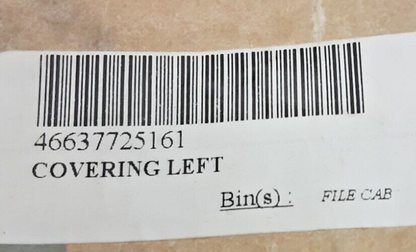 46637725161
COVERING LEFT
Bin(s) : FILE CAB